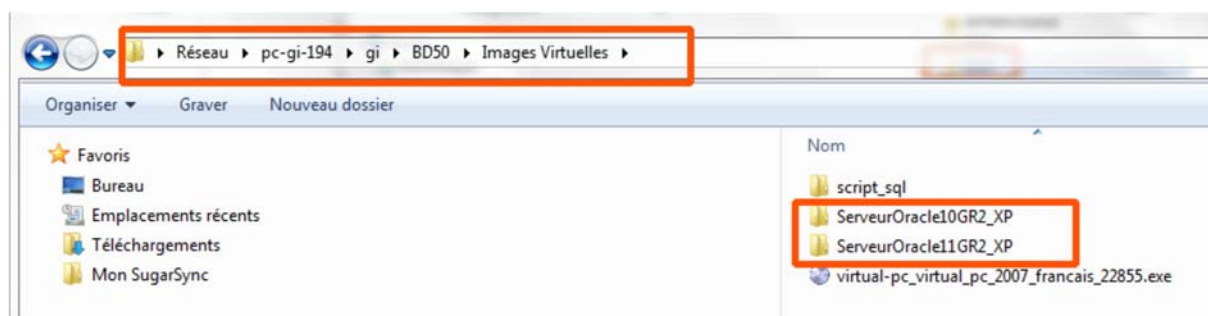 Réseau ▸ pc-gi-194 ▸ gi ▸ BD50 ▸ Images Virtuelles ▸
Organiser ▾ Graver Nouveau dossier
Favoris
Bureau
Emplacements récents
Téléchargements
Mon SugarSync
Nom
script_sql
ServeurOracle10GR2_XP
ServeurOracle11GR2_XP
virtual-pc_virtual_pc_2007_francais_22855.exe